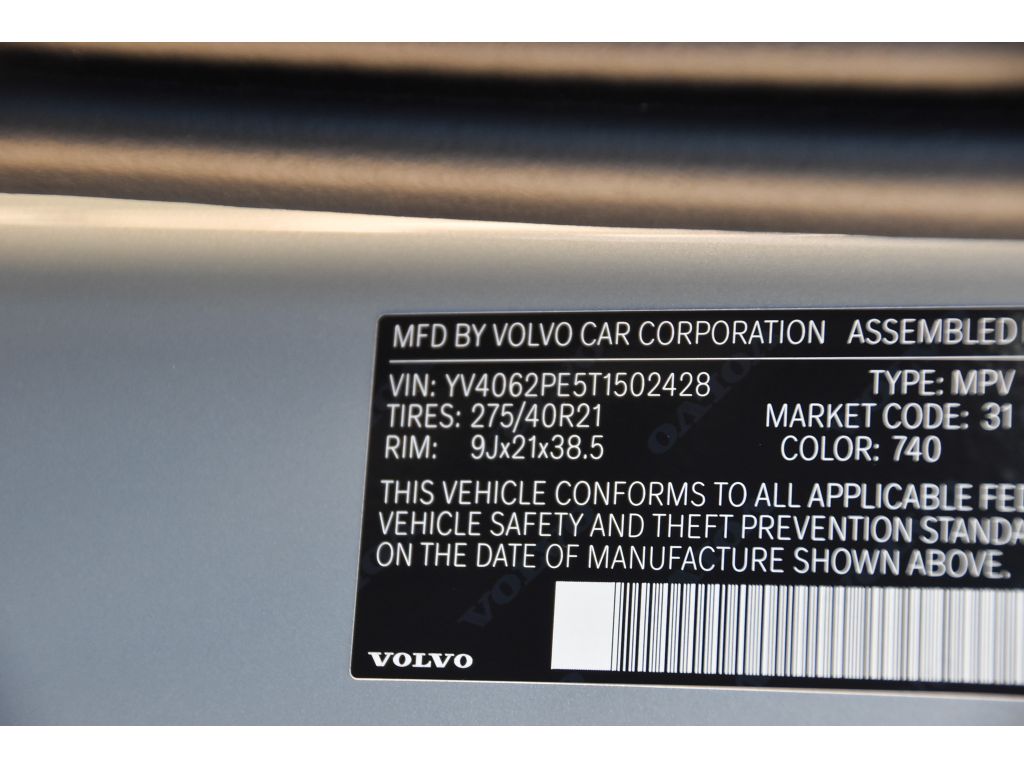 MFD BY VOLVO CAR CORPORATION ASSEMBLED
VIN: YV4062PE5T1502428 TYPE: MPV
TIRES: 275/40R21 MARKET CODE: 31
RIM: 9Jx21x38.5 COLOR: 740
THIS VEHICLE CONFORMS TO ALL APPLICABLE FED
VEHICLE SAFETY AND THEFT PREVENTION STANDA
ON THE DATE OF MANUFACTURE SHOWN ABOVE.
VOLVO